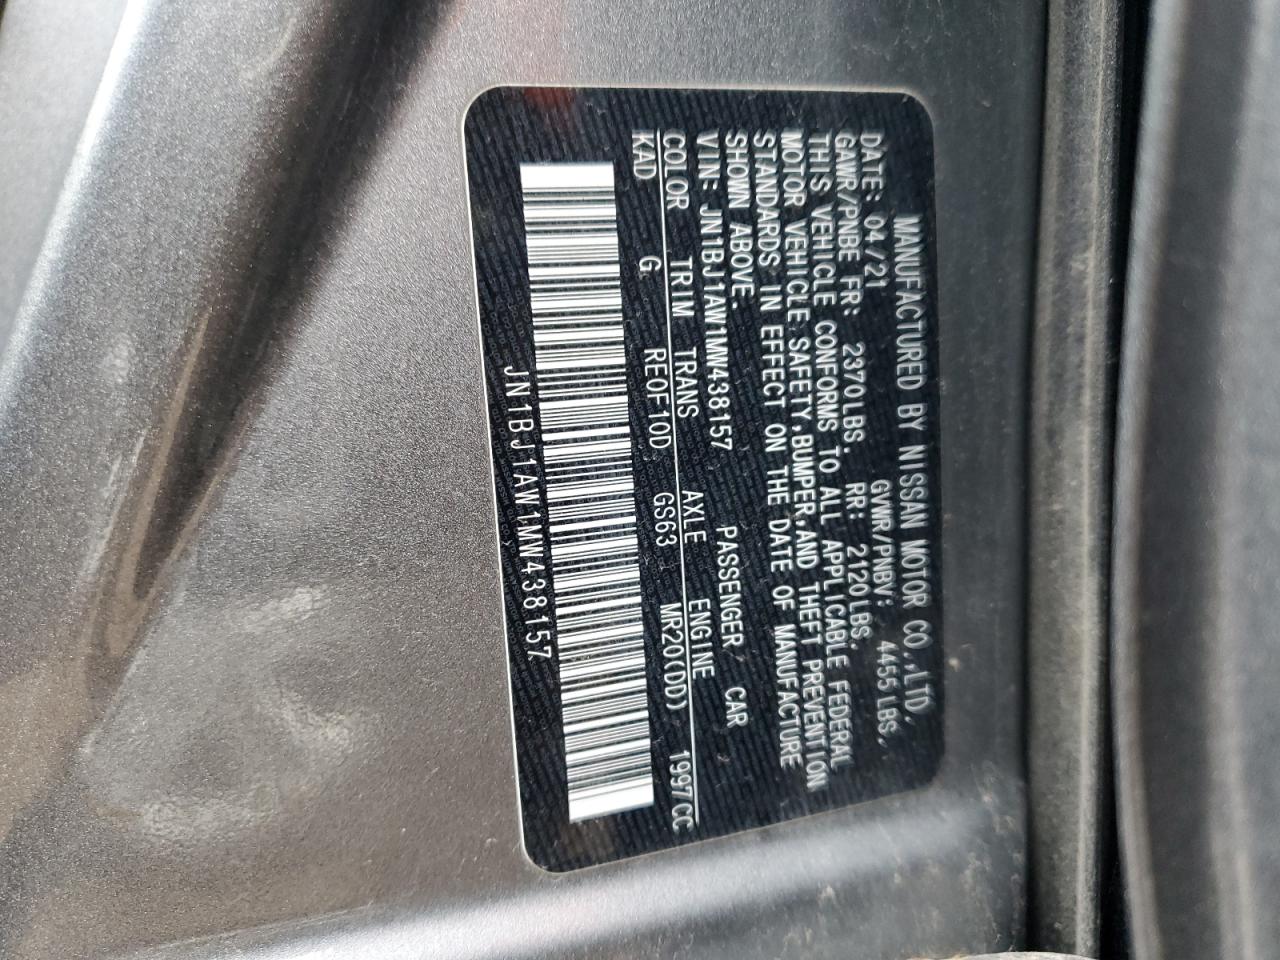 MANUFACTURED BY NISSAN MOTOR CO.,LTD.
DATE: 04/21 GVWR/PNBV: 4455 LBS.
GAWR/PNBE FR: 2370LBS. RR: 2120LBS.
THIS VEHICLE CONFORMS TO ALL APPLICABLE FEDERAL
MOTOR VEHICLE SAFETY,BUMPER,AND THEFT PREVENTION
STANDARDS IN EFFECT ON THE DATE OF MANUFACTURE
SHOWN ABOVE.
VIN: JN1BJ1AW1MW438157 PASSENGER CAR
COLOR TRIM TRANS AXLE ENGINE
KAD G RE0F10D GS63 MR20(DD) 1997CC
JN1BJ1AW1MW438157